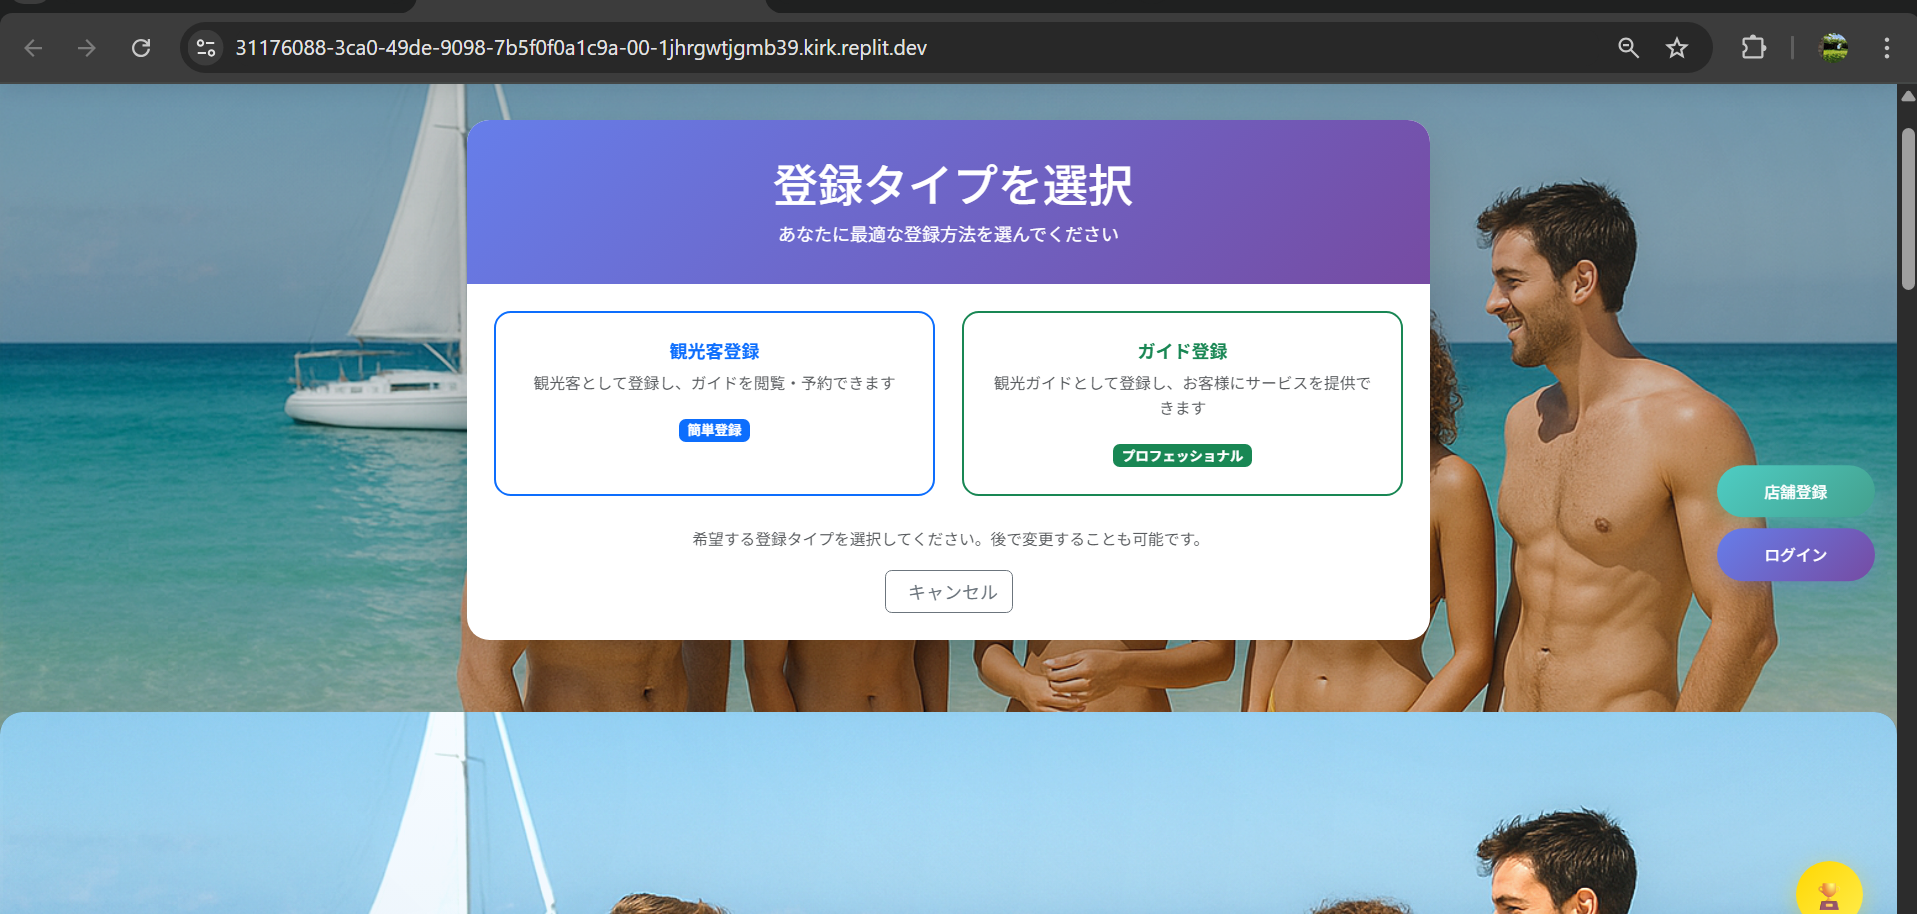 31176088-3ca0-49de-9098-7b5f0f0a1c9a-00-1jhrgwtjgmb39.kirk.replit.dev
登録タイプを選択
あなたに最適な登録方法を選んでください
観光客登録
観光客として登録し、ガイドを閲覧・予約できます
簡単登録
ガイド登録
観光ガイドとして登録し、お客様にサービスを提供で
きます
プロフェッショナル
希望する登録タイプを選択してください。後で変更することも可能です。
キャンセル
店舗登録
ログイン